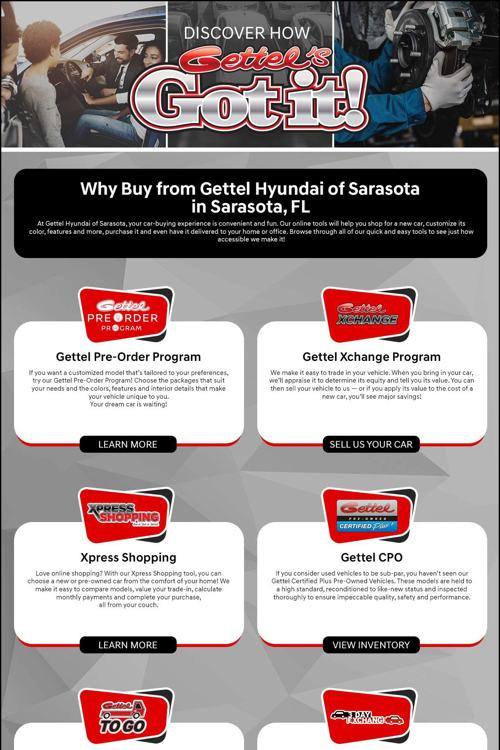 DISCOVER HOW
Gettel's
Got it!
Why Buy from Gettel Hyundai of Sarasota
in Sarasota, FL
At Gettel Hyundai of Sarasota, your car-buying experience is convenient and fun. Our online tools will help you shop for a new car, customize its
color, features and more, purchase it and even have it delivered to your home or office. Browse through all of our quick and easy tools to see just how
accessible we make it!
Gettel
PRE ORDER
PROGRAM
Gettel Pre-Order Program
If you want a customized model that's tailored to your preferences,
try our Gettel Pre-Order Program! Choose the packages that suit
your needs and the colors, features and interior details that make
your vehicle unique to you.
Your dream car is waiting!
LEARN MORE
Gettel
XCHANGE
Gettel Xchange Program
We make it easy to trade in your vehicle. When you bring in your car,
we'll appraise it to determine its equity and tell you its value. You can
then sell your vehicle to us — or if you apply its value to the cost of a
new car, you'll see major savings!
SELL US YOUR CAR
XPRESS
SHOPPING
Xpress Shopping
Love online shopping? With our Xpress Shopping tool, you can
choose a new or pre-owned car from the comfort of your home! We
make it easy to compare models, value your trade-in, calculate
monthly payments and complete your purchase,
all from your couch.
LEARN MORE
Gettel
PRE-OWNED
CERTIFIED Plus
Gettel CPO
If you consider used vehicles to be sub-par, you haven't seen our
Gettel Certified Plus Pre-Owned Vehicles. These models are held to
a high standard, reconditioned to like-new status and inspected
thoroughly to ensure impeccable quality, safety and performance.
VIEW INVENTORY
Gettel
TO GO
3 DAY
EXCHANGE